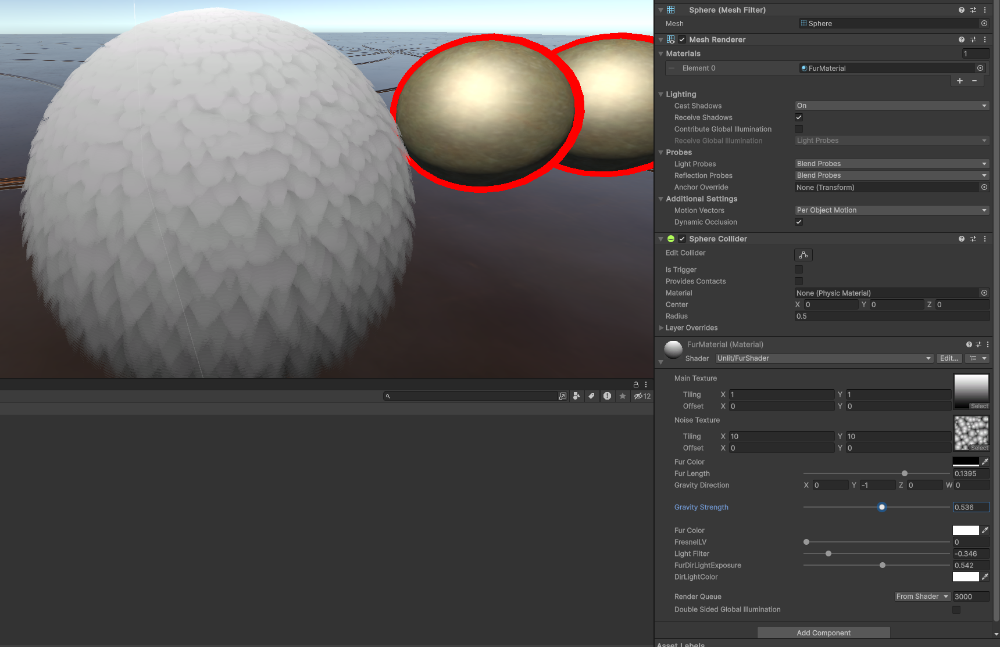 Sphere (Mesh Filter)
Mesh Sphere
Mesh Renderer
Materials 1
Element 0 FurMaterial
+ −
Lighting
Cast Shadows On
Receive Shadows
Contribute Global Illumination
Receive Global Illumination Light Probes
Probes
Light Probes Blend Probes
Reflection Probes Blend Probes
Anchor Override None (Transform)
Additional Settings
Motion Vectors Per Object Motion
Dynamic Occlusion
Sphere Collider
Edit Collider
Is Trigger
Provides Contacts
Material None (Physic Material)
Center X 0 Y 0 Z 0
Radius 0.5
Layer Overrides
FurMaterial (Material)
Shader Unlit/FurShader Edit...
Main Texture
Tiling X 1 Y 1
Offset X 0 Y 0 Select
Noise Texture
Tiling X 10 Y 10
Offset X 0 Y 0 Select
Fur Color
Fur Length 0.1395
Gravity Direction X 0 Y -1 Z 0 W 0
Gravity Strength 0.536
Fur Color
FresnelLV 0
Light Filter -0.346
FurDirLightExposure 0.542
DirLightColor
Render Queue From Shader 3000
Double Sided Global Illumination
Add Component
Asset Labels
12